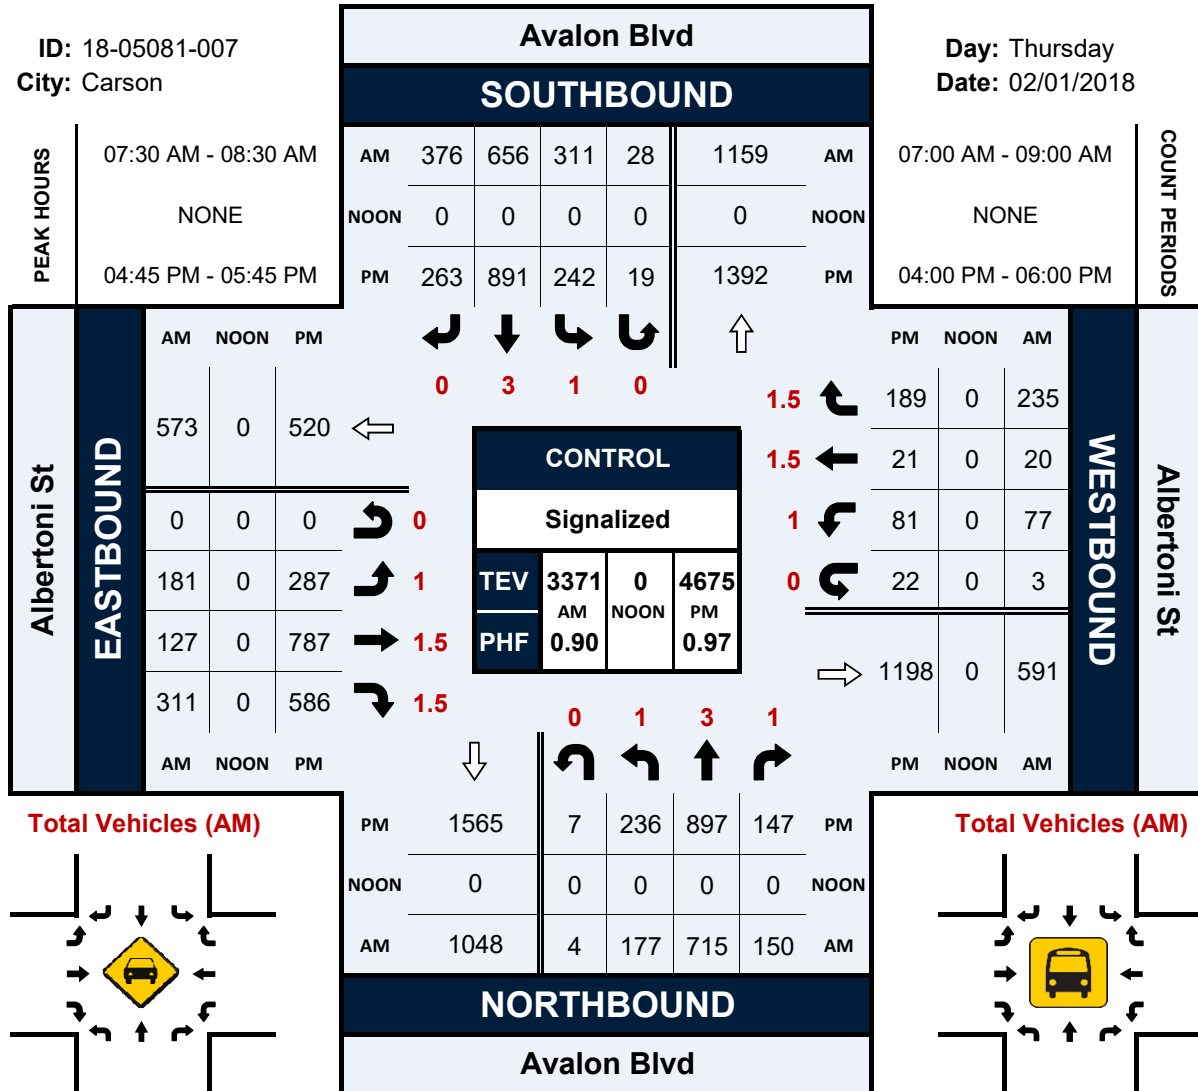 Avalon Blvd
ID: 18-05081-007
City: Carson
Day: Thursday
Date: 02/01/2018
SOUTHBOUND
PEAK HOURS
07:30 AM - 08:30 AM
NONE
04:45 PM - 05:45 PM
AM 376 656 311 28 1159 AM
NOON 0 0 0 0 0 NOON
PM 263 891 242 19 1392 PM
07:00 AM - 09:00 AM
NONE
04:00 PM - 06:00 PM
COUNT PERIODS
0 3 1 0
Albertoni St
EASTBOUND
AM NOON PM
573 0 520
0 0 0 0
181 0 287 1
127 0 787 1.5
311 0 586 1.5
AM NOON PM
CONTROL
Signalized
TEV 3371 0 4675
AM NOON PM
PHF 0.90 0.97
PM NOON AM
1.5 189 0 235
1.5 21 0 20
1 81 0 77
0 22 0 3
1198 0 591
PM NOON AM
WESTBOUND
Albertoni St
0 1 3 1
PM 1565 7 236 897 147 PM
NOON 0 0 0 0 0 NOON
AM 1048 4 177 715 150 AM
NORTHBOUND
Avalon Blvd
Total Vehicles (AM)
Total Vehicles (AM)